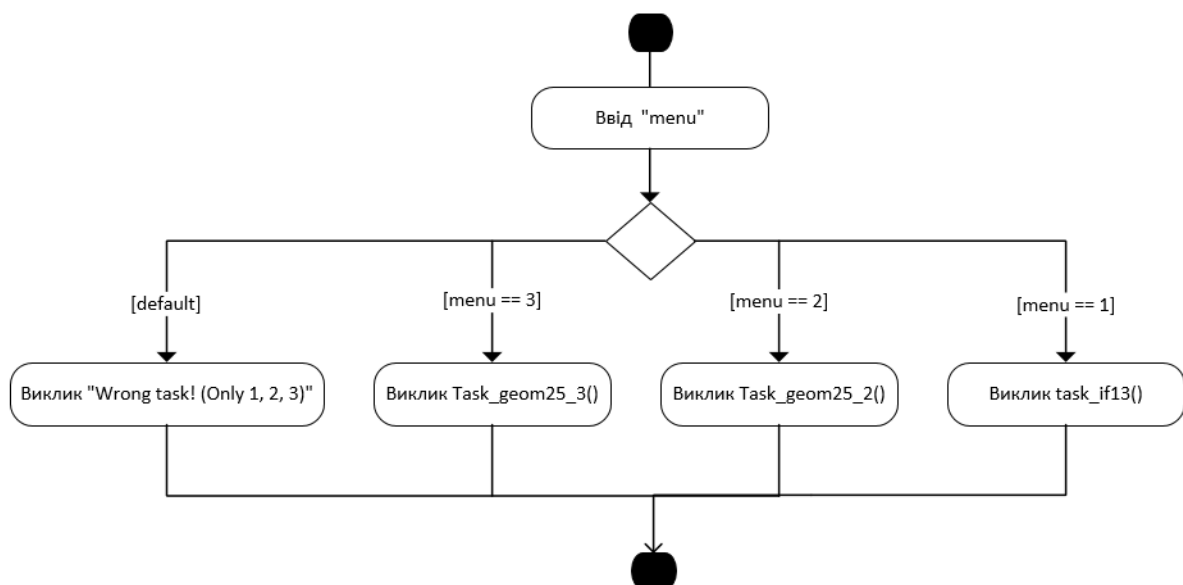 Ввід "menu"
[default]
[menu == 3]
[menu == 2]
[menu == 1]
Виклик "Wrong task! (Only 1, 2, 3)"
Виклик Task_geom25_3()
Виклик Task_geom25_2()
Виклик task_if13()